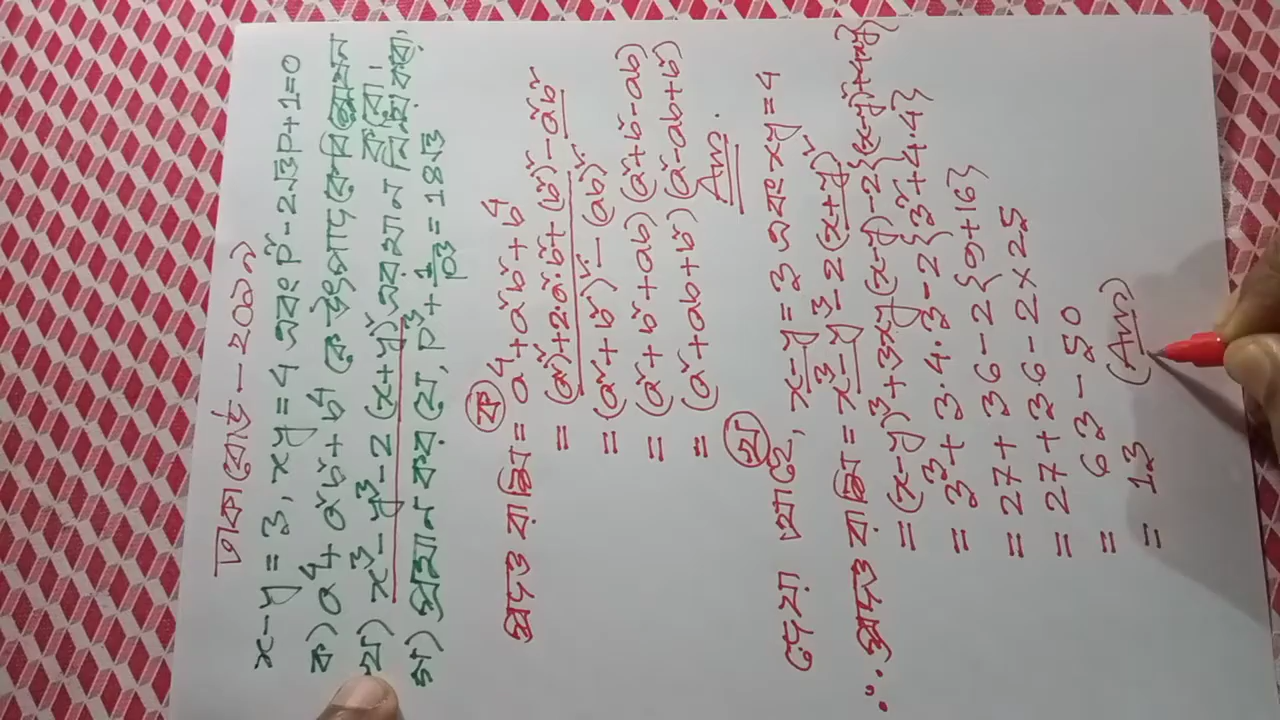 ঢাকা বোর্ড - ২০১৭
x-y = 3, xy = 4 এবং p² - 2√3p + 1 = 0
ক) a⁴ + a²b² + b⁴ কে উৎপাদকে বিশ্লেষণ কর।
খ) x³ - y³ - 2(x+y)² এর মান নির্ণয় কর।
গ) প্রমাণ কর যে, p³ + 1/p³ = 18√3
ক
প্রদত্ত রাশি = a⁴ + a²b² + b⁴
= (a²)² + 2a².b² + (b²)² - a²b²
= (a² + b²)² - (ab)²
= (a² + b² + ab) (a² + b² - ab)
= (a² + ab + b²) (a² - ab + b²)
Ans.
খ
দেওয়া আছে, x-y = 3 এবং xy = 4
∴ প্রদত্ত রাশি = x³ - y³ - 2(x+y)²
= (x-y)³ + 3xy(x-y) - 2{(x-y)² + 4xy}
= 3³ + 3.4.3 - 2{3² + 4.4}
= 27 + 36 - 2{9+16}
= 27 + 36 - 2×25
= 63 - 50
= 13 (Ans)